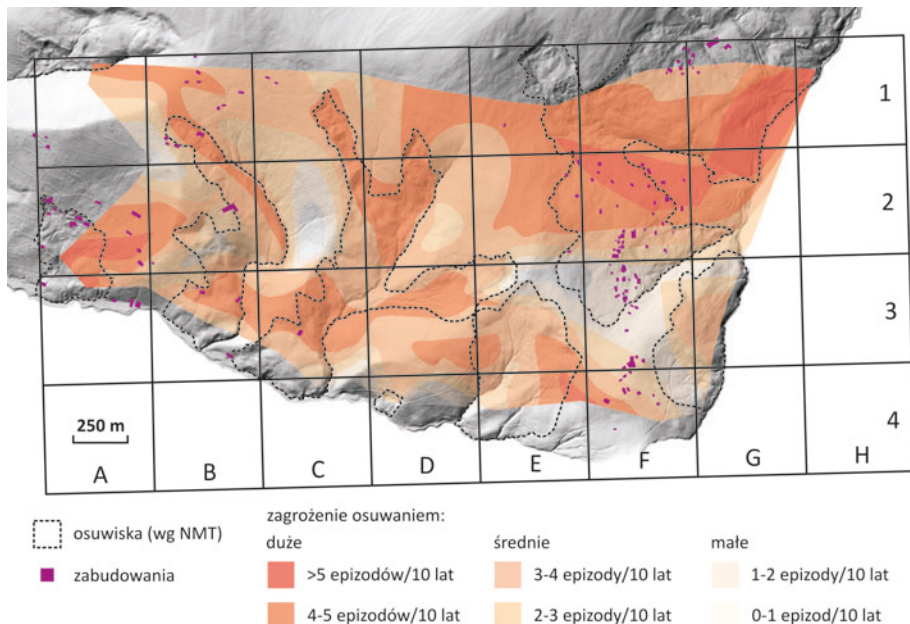 1
2
3
4
250 m
A B C D E F G H
osuwiska (wg NMT)
zabudowania
zagrożenie osuwaniem:
duże średnie małe
>5 epizodów/10 lat 3-4 epizody/10 lat 1-2 epizody/10 lat
4-5 epizodów/10 lat 2-3 epizody/10 lat 0-1 epizod/10 lat